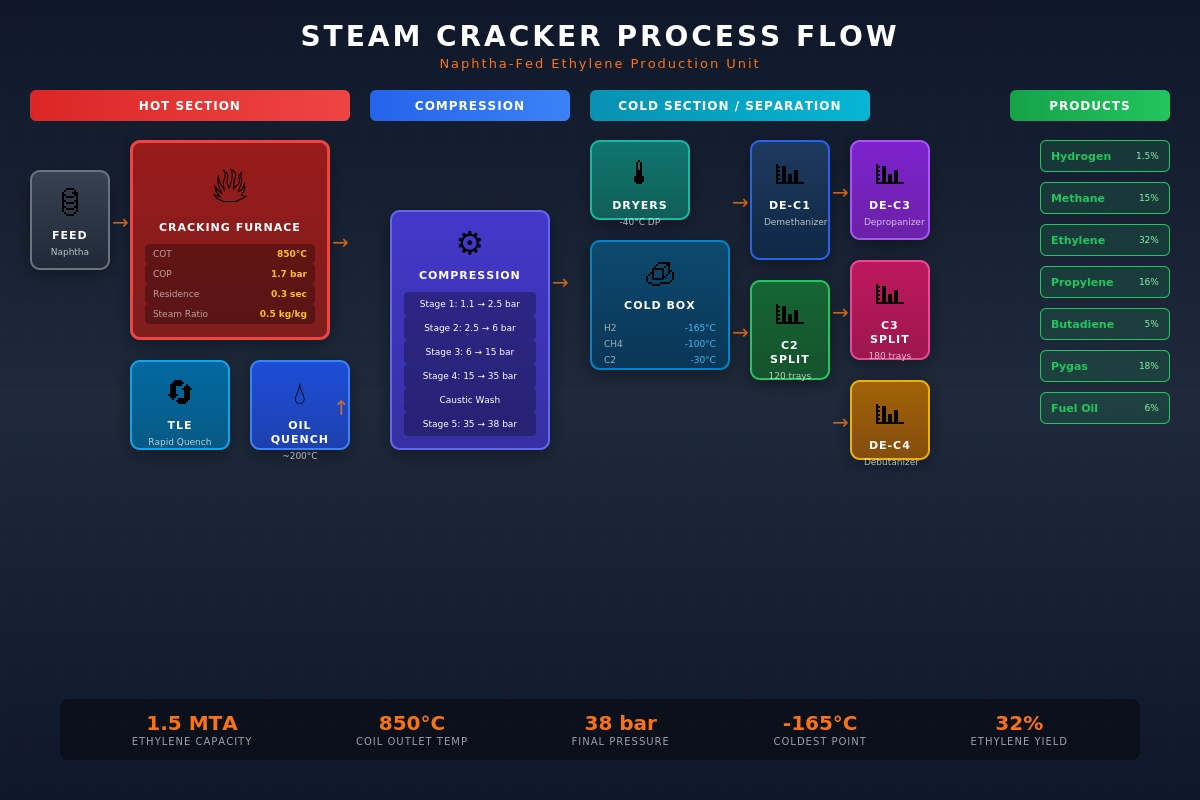 STEAM CRACKER PROCESS FLOW
Naphtha-Fed Ethylene Production Unit
HOT SECTION
COMPRESSION
COLD SECTION / SEPARATION
PRODUCTS
FEED
Naphtha
→
CRACKING FURNACE
COT 850°C
COP 1.7 bar
Residence 0.3 sec
Steam Ratio 0.5 kg/kg
→
TLE
Rapid Quench
OIL
QUENCH
~200°C
↑
COMPRESSION
Stage 1: 1.1 → 2.5 bar
Stage 2: 2.5 → 6 bar
Stage 3: 6 → 15 bar
Stage 4: 15 → 35 bar
Caustic Wash
Stage 5: 35 → 38 bar
→
DRYERS
-40°C DP
COLD BOX
H2 -165°C
CH4 -100°C
C2 -30°C
→
→
DE-C1
Demethanizer
C2
SPLIT
120 trays
→
→
→
DE-C3
Depropanizer
C3
SPLIT
180 trays
DE-C4
Debutanizer
Hydrogen 1.5%
Methane 15%
Ethylene 32%
Propylene 16%
Butadiene 5%
Pygas 18%
Fuel Oil 6%
1.5 MTA
ETHYLENE CAPACITY
850°C
COIL OUTLET TEMP
38 bar
FINAL PRESSURE
-165°C
COLDEST POINT
32%
ETHYLENE YIELD